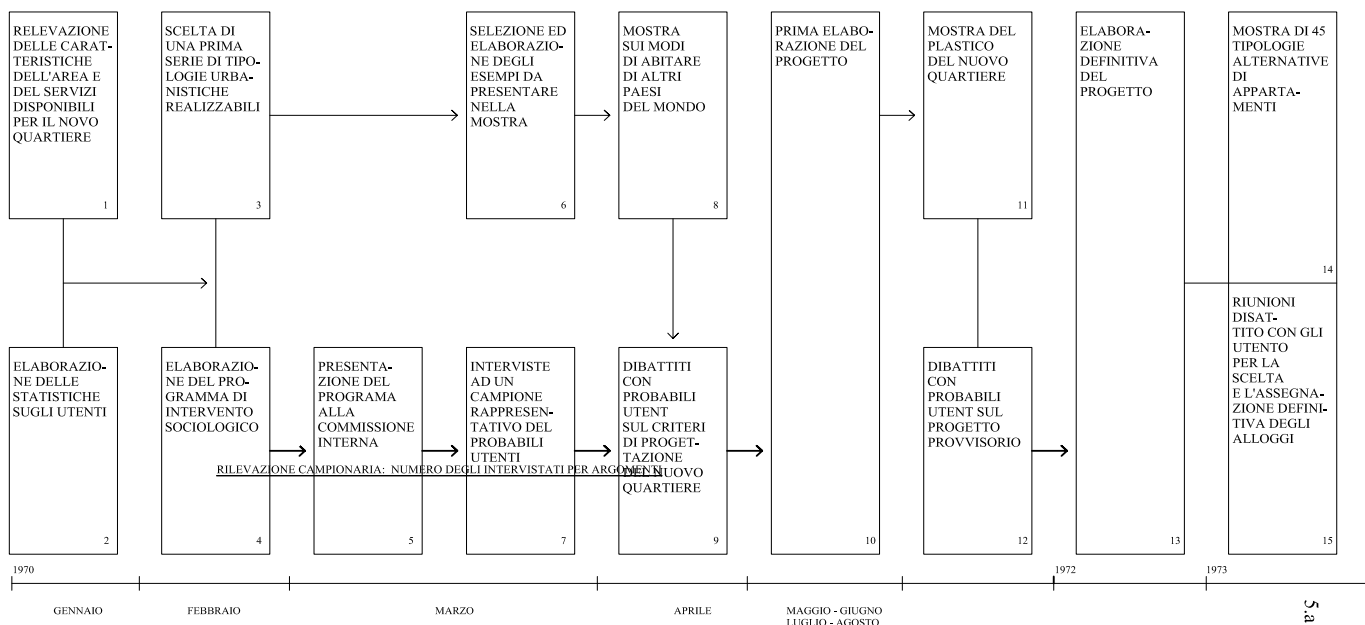 RELEVAZIONE
DELLE CARAT-
TERISTICHE
DELL'AREA E
DEL SERVIZI
DISPONIBILI
PER IL NOVO
QUARTIERE
1
SCELTA DI
UNA PRIMA
SERIE DI TIPO-
LOGIE URBA-
NISTICHE
REALIZZABILI
3
SELEZIONE ED
ELABORAZIO-
NE DEGLI
ESEMPI DA
PRESENTARE
NELLA
MOSTRA
6
MOSTRA
SUI MODI
DI ABITARE
DI ALTRI
PAESI
DEL MONDO
8
PRIMA ELABO-
RAZIONE DEL
PROGETTO
10
MOSTRA DEL
PLASTICO
DEL NUOVO
QUARTIERE
11
ELABORA-
ZIONE
DEFINITIVA
DEL
PROGETTO
13
MOSTRA DI 45
TIPOLOGIE
ALTERNATIVE
DI
APPARTA-
MENTI
14
ELABORAZIO-
NE DELLE
STATISTICHE
SUGLI UTENTI
2
ELABORAZIO-
NE DEL PRO-
GRAMMA DI
INTERVENTO
SOCIOLOGICO
4
PRESENTA-
ZIONE DEL
PROGRAMA
ALLA
COMMISSIONE
INTERNA
5
INTERVISTE
AD UN
CAMPIONE
RAPPRESEN-
TATIVO DEL
PROBABILI
UTENTI
7
DIBATTITI
CON
PROBABILI
UTENT
SUL CRITERI
DI PROGET-
TAZIONE
DEL NUOVO
QUARTIERE
9
DIBATTITI
CON
PROBABILI
UTENT SUL
PROGETTO
PROVVISORIO
12
RIUNIONI
DISAT-
TITO CON GLI
UTENTO
PER LA
SCELTA
E L'ASSEGNA-
ZIONE DEFINI-
TIVA DEGLI
ALLOGGI
15
RILEVAZIONE CAMPIONARIA: NUMERO DEGLI INTERVISTATI PER ARGOMENTI
1970
1972
1973
GENNAIO
FEBBRAIO
MARZO
APRILE
MAGGIO - GIUGNO
LUGLIO - AGOSTO
5.a